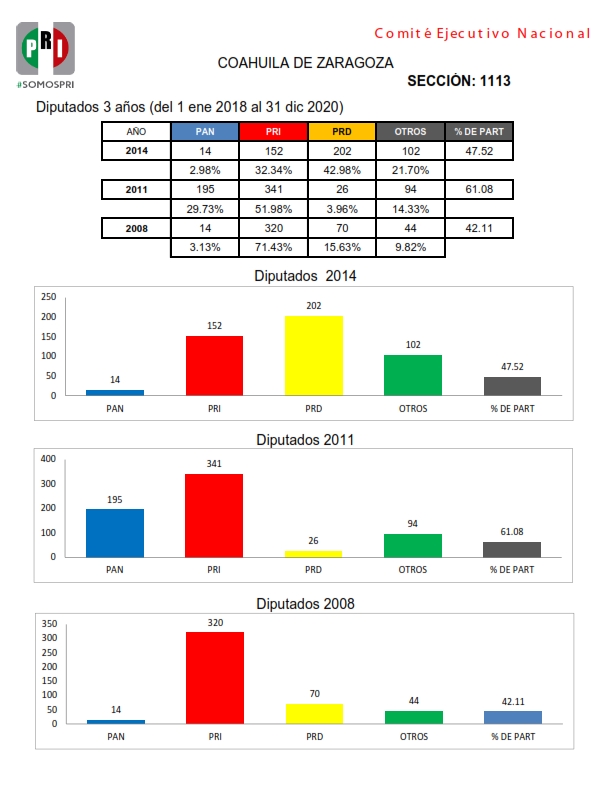 Comité Ejecutivo Nacional
PRI
#SOMOSPRI
COAHUILA DE ZARAGOZA
SECCIÓN: 1113
Diputados 3 años (del 1 ene 2018 al 31 dic 2020)
AÑO PAN PRI PRD OTROS % DE PART
2014 14 152 202 102 47.52
2.98% 32.34% 42.98% 21.70%
2011 195 341 26 94 61.08
29.73% 51.98% 3.96% 14.33%
2008 14 320 70 44 42.11
3.13% 71.43% 15.63% 9.82%
Diputados 2014
250
200
150
100
50
0
14 152 202 102 47.52
PAN PRI PRD OTROS % DE PART
Diputados 2011
400
300
200
100
0
195 341 26 94 61.08
PAN PRI PRD OTROS % DE PART
Diputados 2008
350
300
250
200
150
100
50
0
14 320 70 44 42.11
PAN PRI PRD OTROS % DE PART